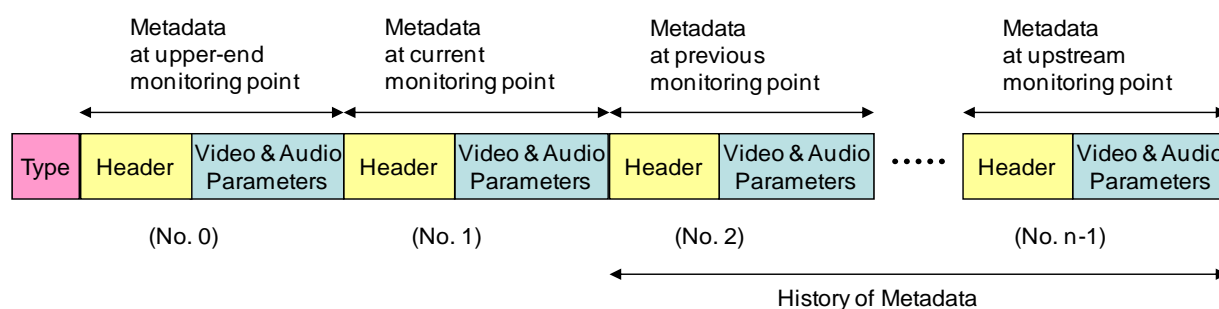 Metadata
at upper-end
monitoring point
Metadata
at current
monitoring point
Metadata
at previous
monitoring point
Metadata
at upstream
monitoring point
Type
Header
Video & Audio
Parameters
Header
Video & Audio
Parameters
Header
Video & Audio
Parameters
.....
Header
Video & Audio
Parameters
(No. 0)
(No. 1)
(No. 2)
(No. n-1)
History of Metadata